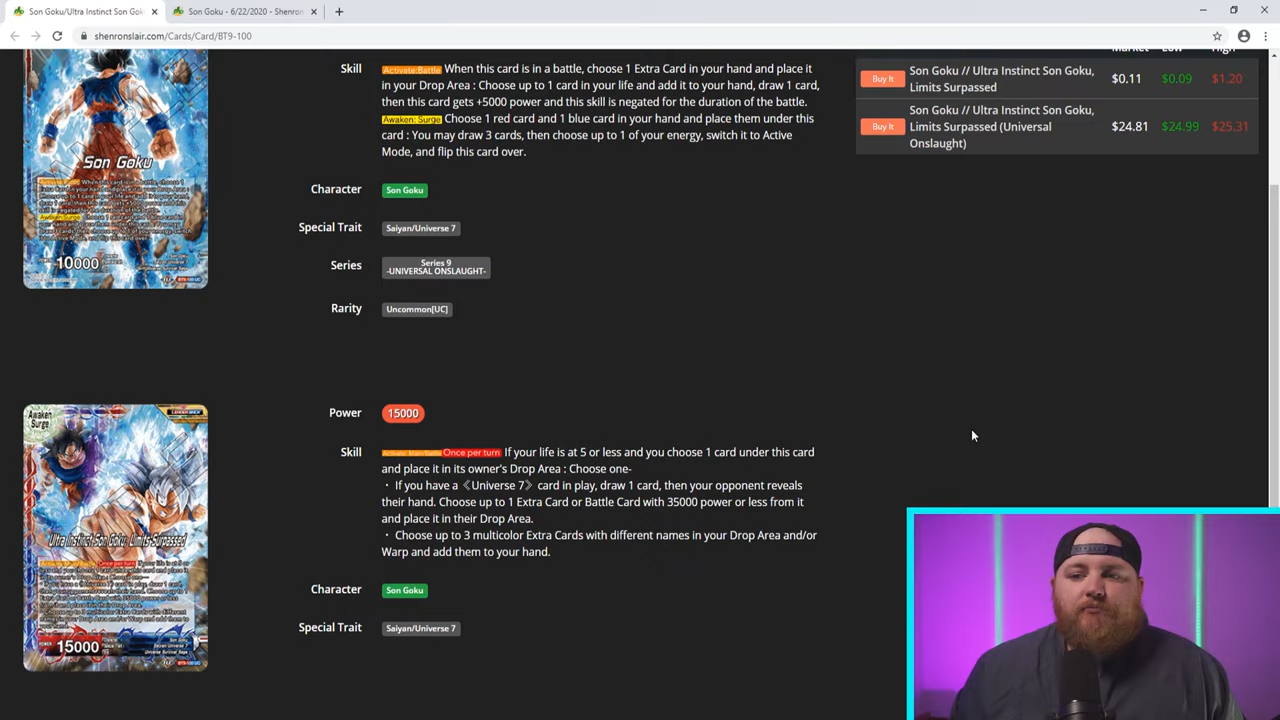 Son Goku/Ultra Instinct Son Gok
Son Goku - 6/22/2020 - Shenron
shenronslair.com/Cards/Card/BT9-100
Market Low High
Skill
Activate:Battle When this card is in a battle, choose 1 Extra Card in your hand and place it
in your Drop Area : Choose up to 1 card in your life and add it to your hand, draw 1 card,
then this card gets +5000 power and this skill is negated for the duration of the battle.
Awaken: Surge Choose 1 red card and 1 blue card in your hand and place them under this
card : You may draw 3 cards, then choose up to 1 of your energy, switch it to Active
Mode, and flip this card over.
Buy It Son Goku // Ultra Instinct Son Goku, Limits Surpassed $0.11 $0.09 $1.20
Buy It Son Goku // Ultra Instinct Son Goku, Limits Surpassed (Universal Onslaught) $24.81 $24.99 $25.31
Character Son Goku
Special Trait Saiyan/Universe 7
Series Series 9
-UNIVERSAL ONSLAUGHT-
Rarity Uncommon[UC]
Son Goku
10000
Power 15000
Skill
Activate: Main/Battle Once per turn If your life is at 5 or less and you choose 1 card under this card
and place it in its owner's Drop Area : Choose one-
・ If you have a 《Universe 7》 card in play, draw 1 card, then your opponent reveals
their hand. Choose up to 1 Extra Card or Battle Card with 35000 power or less from it
and place it in their Drop Area.
・ Choose up to 3 multicolor Extra Cards with different names in your Drop Area and/or
Warp and add them to your hand.
Character Son Goku
Special Trait Saiyan/Universe 7
Awaken
Surge
Ultra Instinct Son Goku, Limits Surpassed
15000